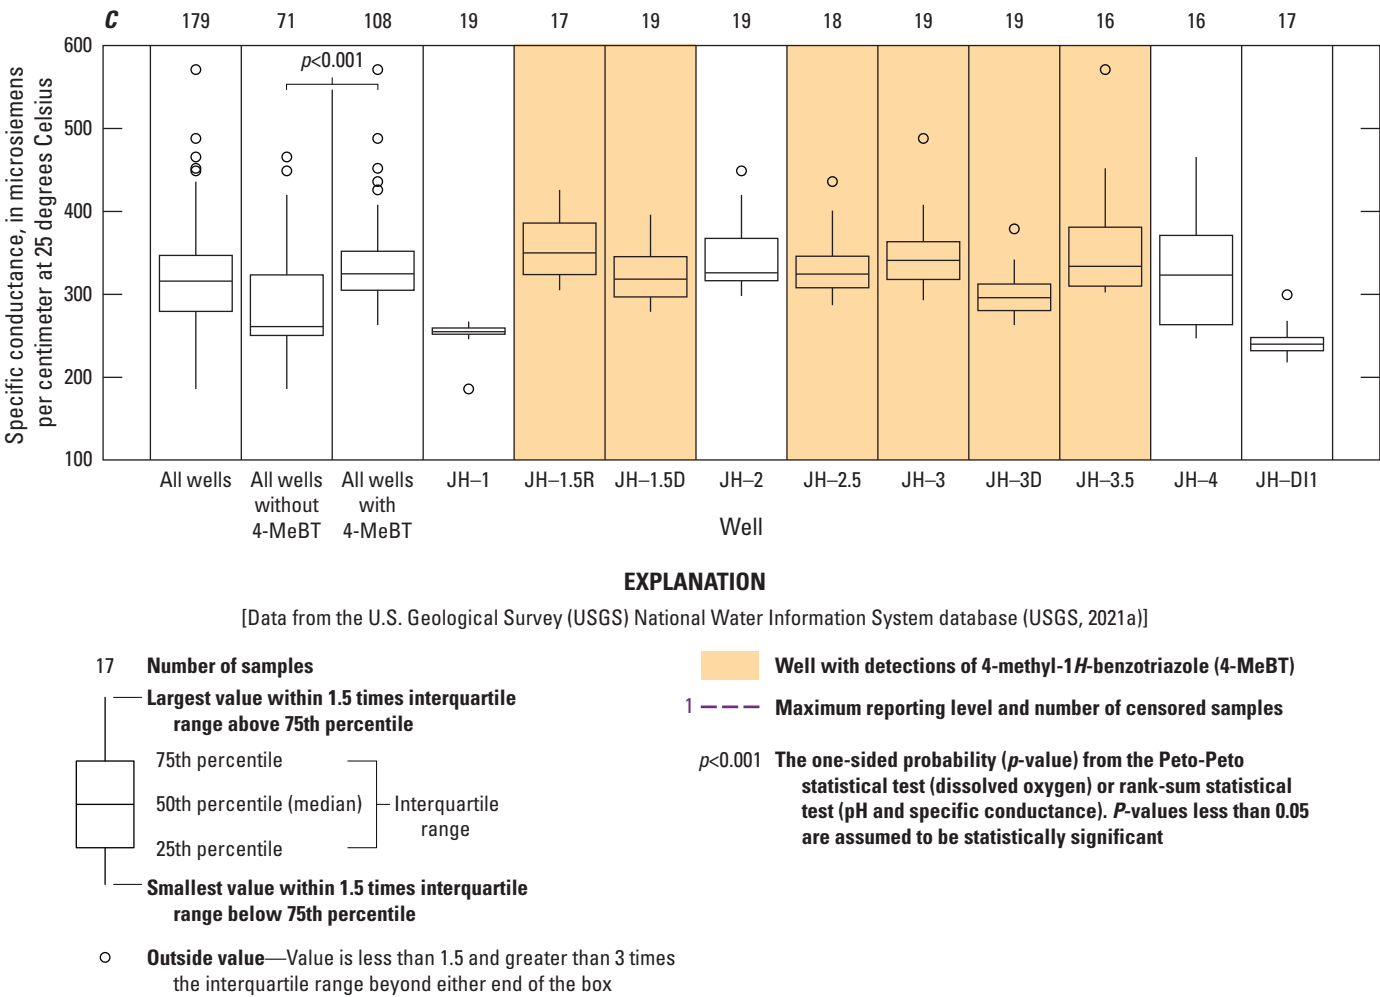 C 179 71 108 19 17 19 19 18 19 19 16 16 17
600
500
400
300
200
100
Specific conductance, in microsiemens
per centimeter at 25 degrees Celsius
p<0.001
All wells All wells All wells JH–1 JH–1.5R JH–1.5D JH–2 JH–2.5 JH–3 JH–3D JH–3.5 JH–4 JH–DI1
without with
4-MeBT 4-MeBT
Well
EXPLANATION
[Data from the U.S. Geological Survey (USGS) National Water Information System database (USGS, 2021a)]
17 Number of samples
Largest value within 1.5 times interquartile
range above 75th percentile
75th percentile
50th percentile (median)
Interquartile
range
25th percentile
Smallest value within 1.5 times interquartile
range below 75th percentile
Outside value—Value is less than 1.5 and greater than 3 times
the interquartile range beyond either end of the box
Well with detections of 4-methyl-1H-benzotriazole (4-MeBT)
1 Maximum reporting level and number of censored samples
p<0.001 The one-sided probability (p-value) from the Peto-Peto
statistical test (dissolved oxygen) or rank-sum statistical
test (pH and specific conductance). P-values less than 0.05
are assumed to be statistically significant